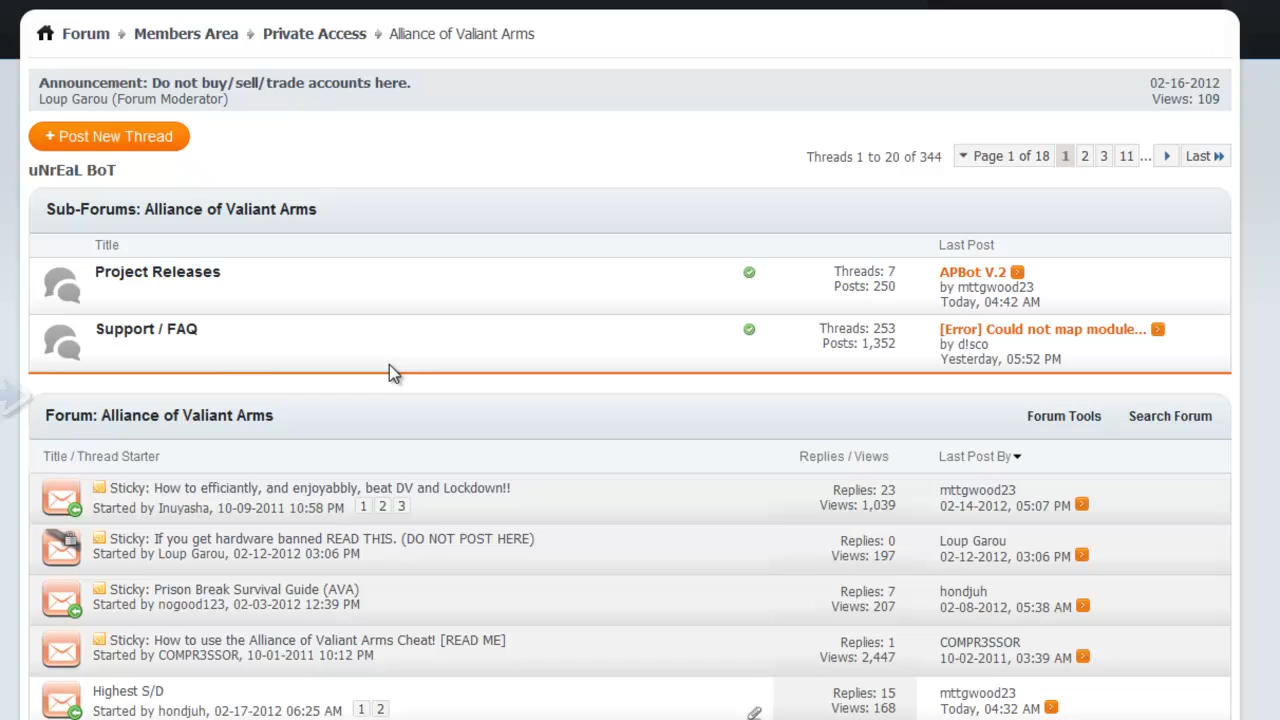 Forum Members Area Private Access Alliance of Valiant Arms
Announcement: Do not buy/sell/trade accounts here. 02-16-2012
Loup Garou (Forum Moderator) Views: 109
+ Post New Thread
Threads 1 to 20 of 344 Page 1 of 18 1 2 3 11 ... Last
uNrEaL BoT
Sub-Forums: Alliance of Valiant Arms
Title Last Post
Project Releases Threads: 7 APBot V.2
Posts: 250 by mttgwood23
Today, 04:42 AM
Support / FAQ Threads: 253 [Error] Could not map module...
Posts: 1,352 by d!sco
Yesterday, 05:52 PM
Forum: Alliance of Valiant Arms Forum Tools Search Forum
Title / Thread Starter Replies / Views Last Post By
Sticky: How to efficiently, and enjoyabbly, beat DV and Lockdown!! Replies: 23 mttgwood23
Started by Inuyasha, 10-09-2011 10:58 PM 1 2 3 Views: 1,039 02-14-2012, 05:07 PM
Sticky: If you get hardware banned READ THIS. (DO NOT POST HERE) Replies: 0 Loup Garou
Started by Loup Garou, 02-12-2012 03:06 PM Views: 197 02-12-2012, 03:06 PM
Sticky: Prison Break Survival Guide (AVA) Replies: 7 hondjuh
Started by nogood123, 02-03-2012 12:39 PM Views: 207 02-08-2012, 05:38 AM
Sticky: How to use the Alliance of Valiant Arms Cheat! [READ ME] Replies: 1 COMPR3SSOR
Started by COMPR3SSOR, 10-01-2011 10:12 PM Views: 2,447 10-02-2011, 03:39 AM
Highest S/D Replies: 15 mttgwood23
Started by hondjuh, 02-17-2012 06:25 AM 1 2 Views: 168 Today, 04:32 AM